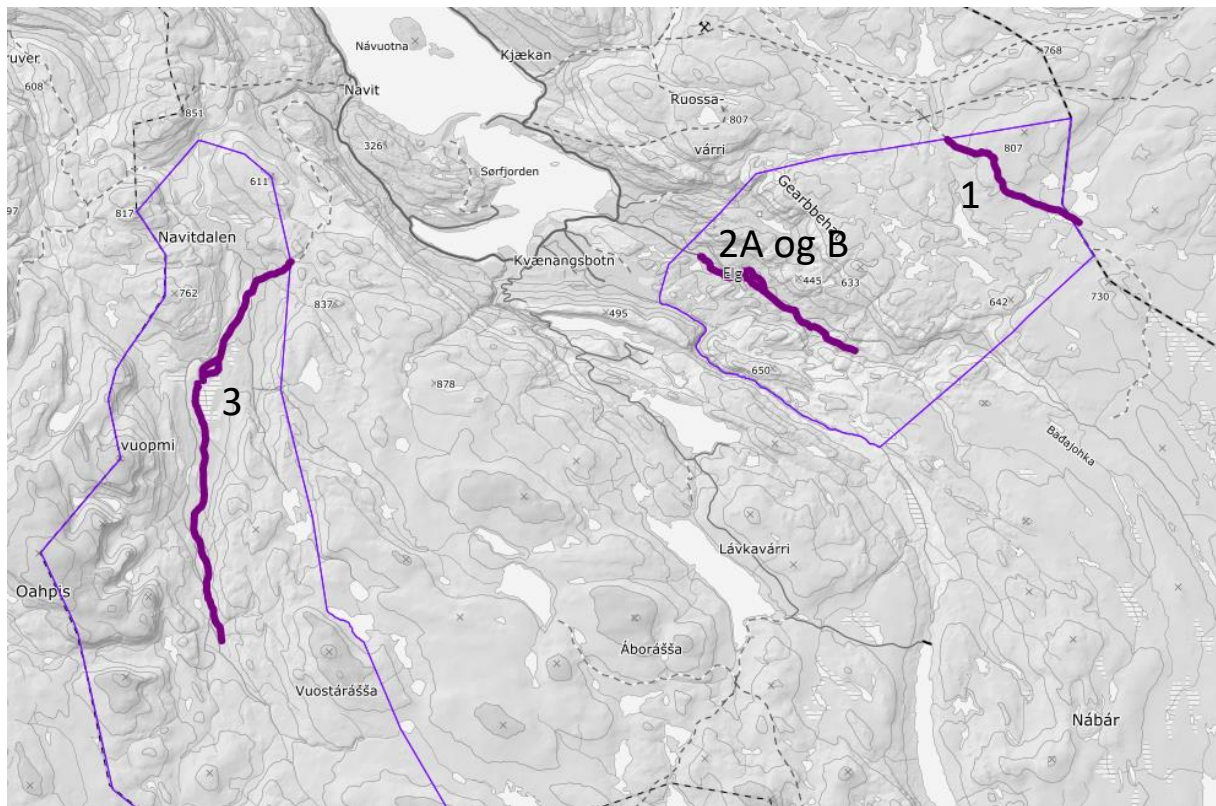 Návuotna
Kjækan
768
ruver
608
Navit
Ruossa-
807
várri
851
326
Sørfjorden
807
611
Gearbbeha
1
97
817
Navitdalen
2A og B
Kvænangsbotn
Elg
445
633
762
837
642
730
495
650
878
3
vuopmi
Bađajohka
Lávkavárri
Oahpis
Áborášša
Vuostárášša
Nábár